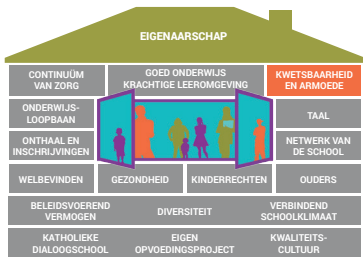 EIGENAARSCHAP
CONTINUÜM
VAN ZORG
GOED ONDERWIJS
KRACHTIGE LEEROMGEVING
KWETSBAARHEID
EN ARMOEDE
ONDERWIJS-
LOOPBAAN
TAAL
ONTHAAL EN
INSCHRIJVINGEN
NETWERK VAN
DE SCHOOL
WELBEVINDEN
GEZONDHEID
KINDERRECHTEN
OUDERS
BELEIDSVOEREND
VERMOGEN
DIVERSITEIT
VERBINDEND
SCHOOLKLIMAAT
KATHOLIEKE
DIALOOGSCHOOL
EIGEN
OPVOEDINGSPROJECT
KWALITEITS-
CULTUUR